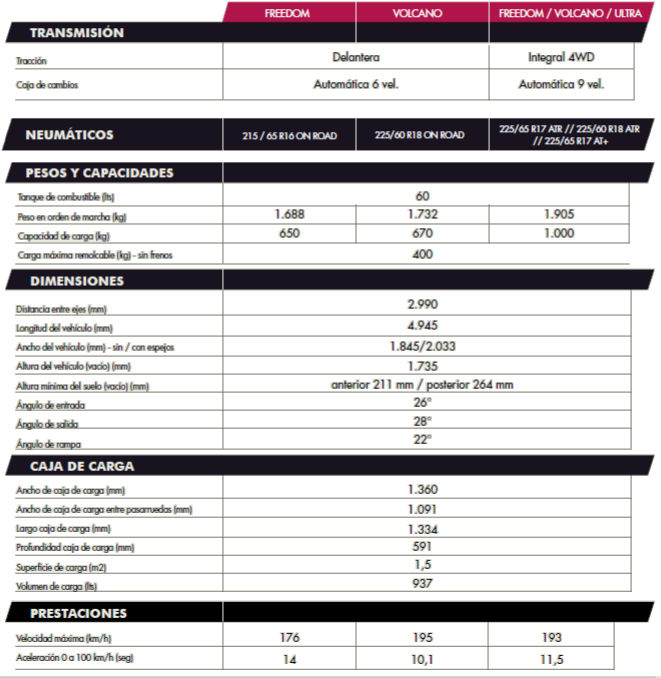 FREEDOM VOLCANO FREEDOM / VOLCANO / ULTRA
TRANSMISIÓN
Tracción Delantera Integral 4WD
Caja de cambios Automática 6 vel. Automática 9 vel.
NEUMÁTICOS 215 / 65 R16 ON ROAD 225/60 R18 ON ROAD 225/65 R17 ATR // 225/60 R18 ATR
// 225/65 R17 AT+
PESOS Y CAPACIDADES
Tanque de combustible (lts) 60
Peso en orden de marcha (kg) 1.688 1.732 1.905
Capacidad de carga (kg) 650 670 1.000
Carga máxima remolcable (kg) - sin frenos 400
DIMENSIONES
Distancia entre ejes (mm) 2.990
Longitud del vehículo (mm) 4.945
Ancho del vehículo (mm) - sin / con espejos 1.845/2.033
Altura del vehículo (vacío) (mm) 1.735
Altura mínima del suelo (vacío) (mm) anterior 211 mm / posterior 264 mm
Ángulo de entrada 26°
Ángulo de salida 28°
Ángulo de rampa 22°
CAJA DE CARGA
Ancho de caja de carga (mm) 1.360
Ancho de caja de carga entre pasarruedas (mm) 1.091
Largo caja de carga (mm) 1.334
Profundidad caja de carga (mm) 591
Superficie de carga (m2) 1,5
Volumen de carga (lts) 937
PRESTACIONES
Velocidad máxima (km/h) 176 195 193
Aceleración 0 a 100 km/h (seg) 14 10,1 11,5